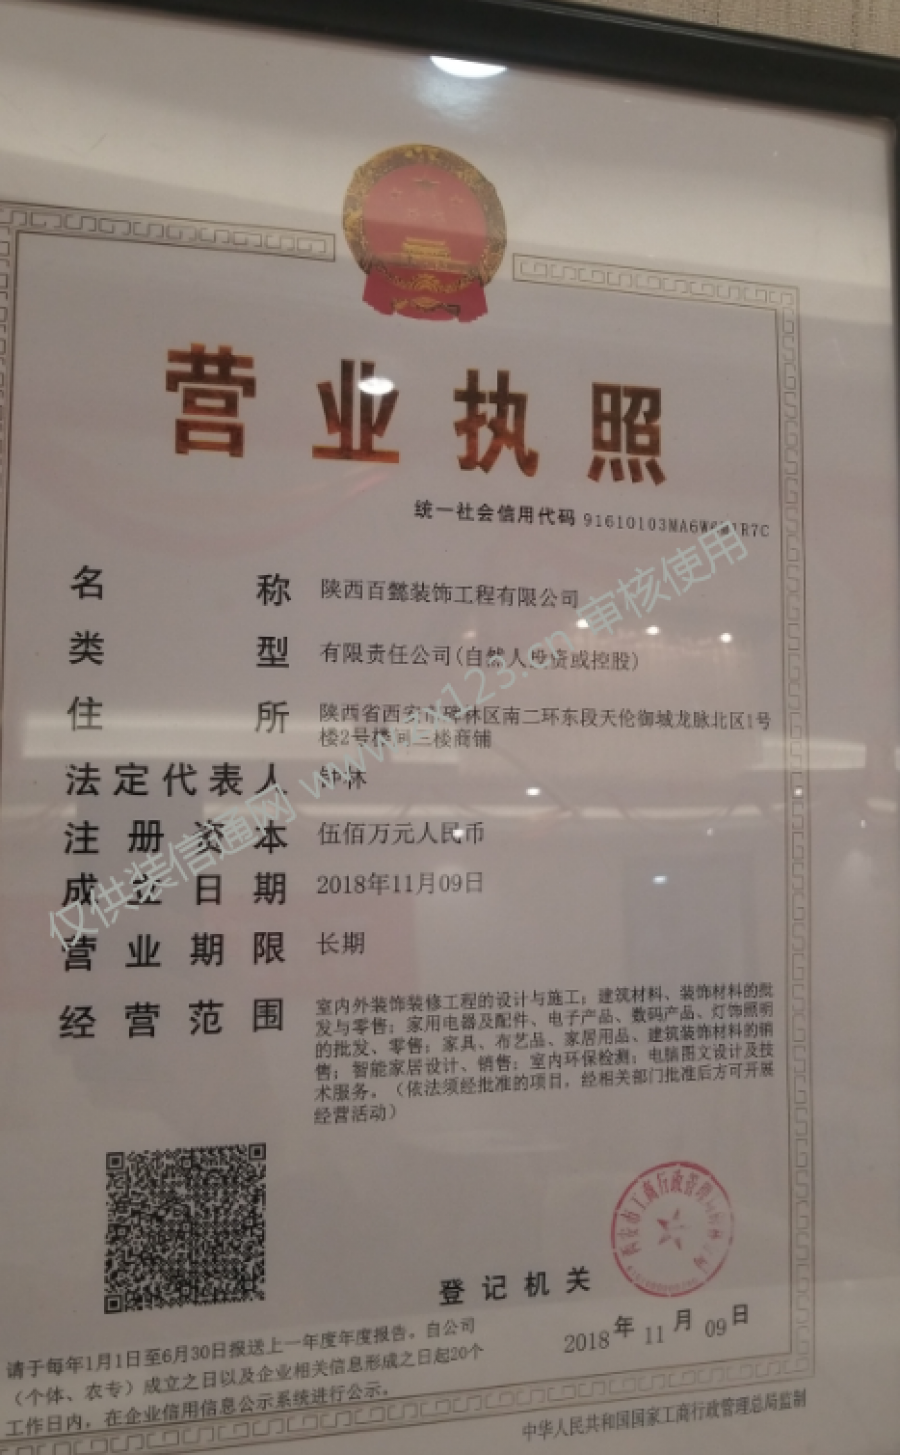 营业执照
统一社会信用代码 91610103MA6W
名称 陕西百懿装饰工程有限公司
类型 有限责任公司(自然人投资或控股)
住所 陕西省西安市碑林区南二环东段天伦御城龙脉北区1号
楼2号楼间二楼商铺
法定代表人 林
注册资本 伍佰万元人民币
成立日期 2018年11月09日
营业期限 长期
经营范围 室内外装饰装修工程的设计与施工；建筑材料、装饰材料的批
发与零售；家用电器及配件、电子产品、数码产品、灯饰照明
的批发、零售；家具、布艺品、家居用品、建筑装饰材料的销
售；智能家居设计、销售；室内环保检测；电脑图文设计及技
术服务。（依法须经批准的项目，经相关部门批准后方可开展
经营活动）
登记机关
西安市工商行政管理局碑林分局
2018年11月09日
请于每年1月1日至6月30日报送上一年度年度报告。自公司
（个体、农专）成立之日以及企业相关信息形成之日起20个
工作日内，在企业信用信息公示系统进行公示。
中华人民共和国国家工商行政管理总局监制
仅供装信通网 www.zx123.cn 审核使用